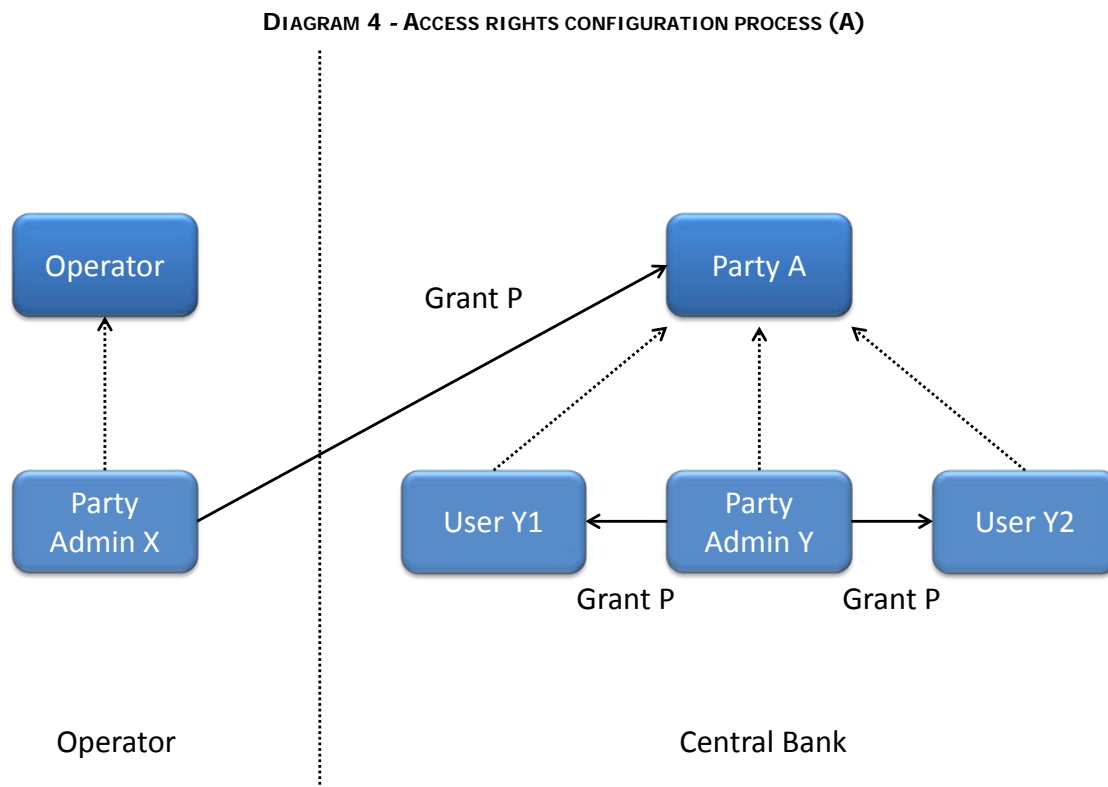 DIAGRAM 4 - ACCESS RIGHTS CONFIGURATION PROCESS (A)
Operator
Party A
Grant P
Party
Admin X
User Y1
Party
Admin Y
User Y2
Grant P
Grant P
Operator
Central Bank